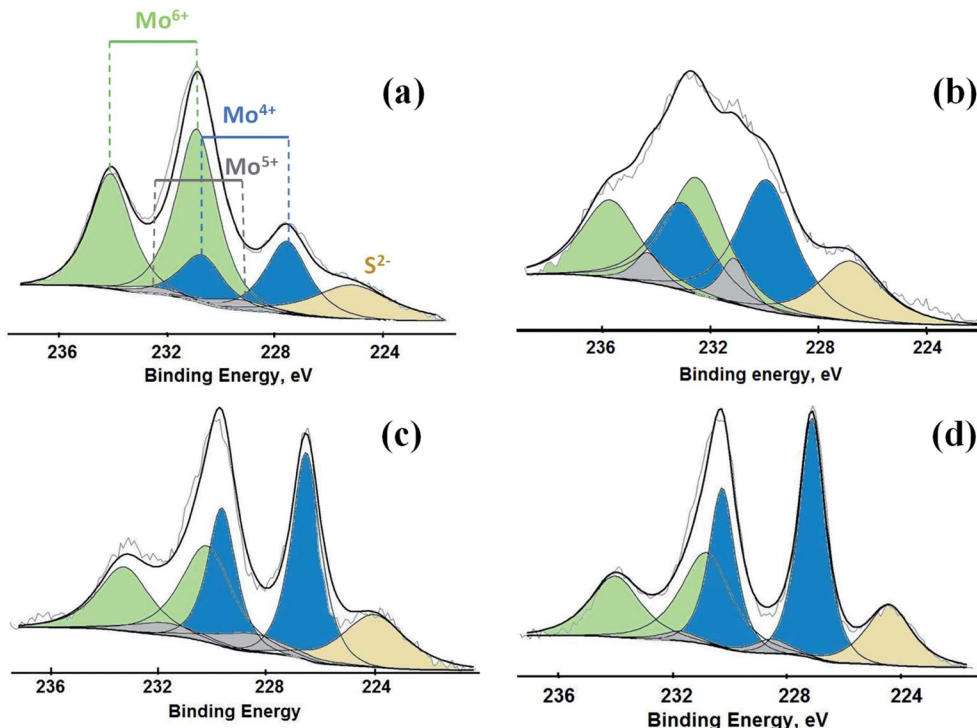 Mo⁶⁺
(a)
Mo⁴⁺
Mo⁵⁺
S²⁻
236 232 228 224
Binding Energy, eV
(b)
236 232 228 224
Binding energy, eV
(c)
236 232 228 224
Binding Energy
(d)
236 232 228 224
Binding Energy, eV